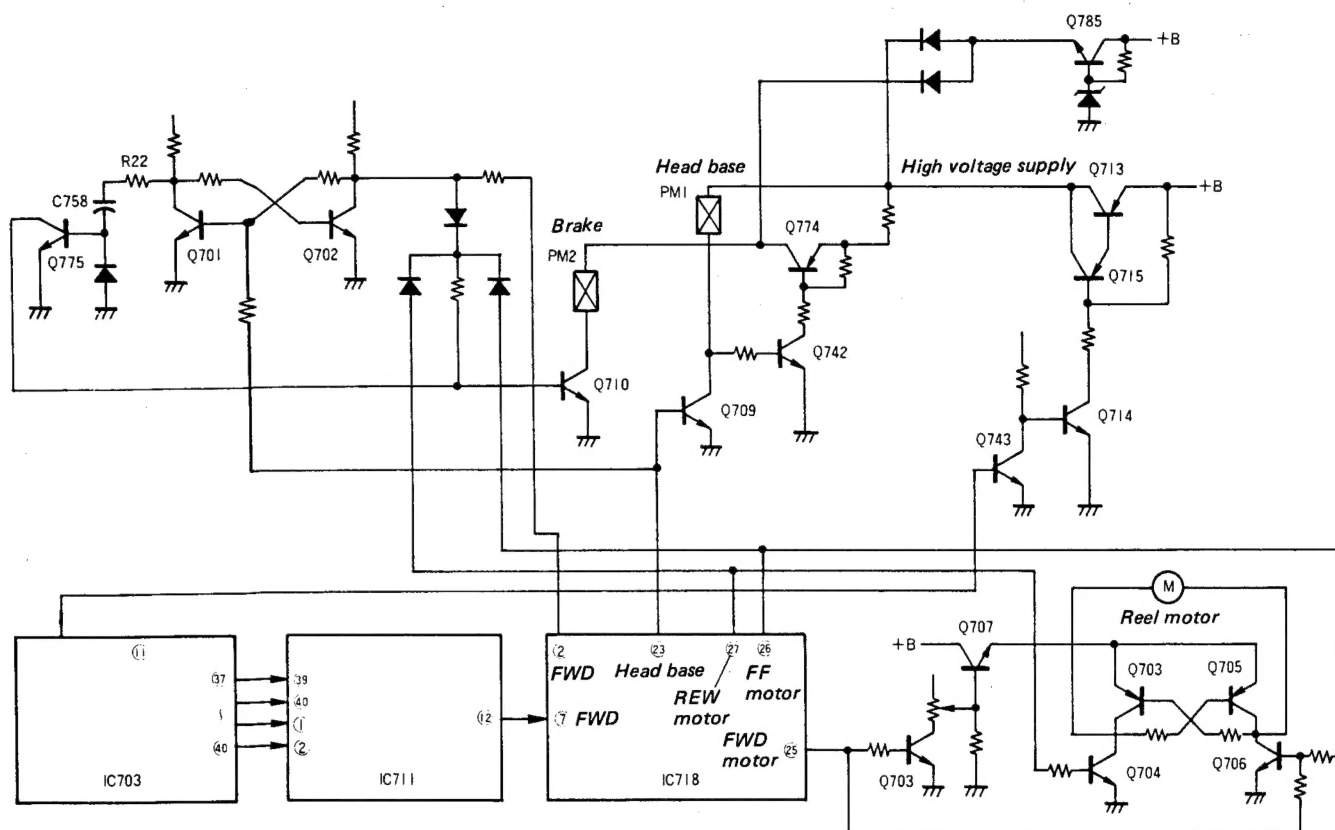 Q785
+B
R22
C758
Q775
Q701
Q702
Head base
PM1
High voltage supply
Q713
+B
Brake
PM2
Q774
Q715
Q710
Q709
Q742
Q743
Q714
M
Reel motor
+B
Q707
Q703
Q705
11
37
40
IC703
39
40
1
2
12
IC711
2
FWD
23
Head base
27
REW
motor
26
FF
motor
7 FWD
FWD
motor
25
IC718
Q703
Q704
Q706